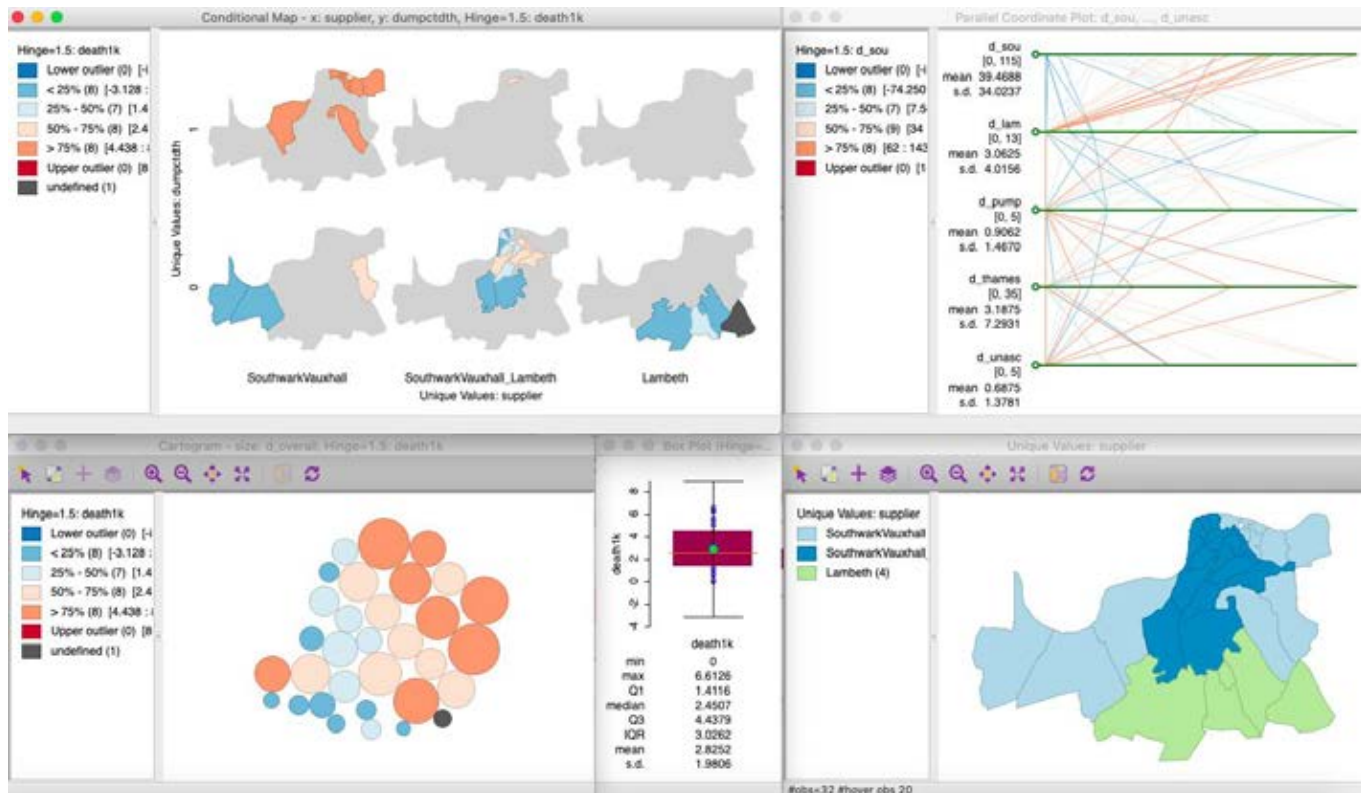 Conditional Map - x: supplier, y: dumpctdth, Hinge=1.5: death1k
Hinge=1.5: death1k
Lower outlier (0) [-
< 25% (8) [-3.128 :
25% - 50% (7) [1.4
50% - 75% (8) [2.4
> 75% (8) [4.438 :
Upper outlier (0) [8
undefined (1)
Unique Values: dumpctdth
1
0
SouthwarkVauxhall
SouthwarkVauxhall_Lambeth
Lambeth
Unique Values: supplier
Parallel Coordinate Plot: d_sou, ..., d_unasc
Hinge=1.5: d_sou
Lower outlier (0) [-
< 25% (8) [-74.250
25% - 50% (7) [7.5
50% - 75% (9) [34
> 75% (8) [62 : 143
Upper outlier (0) [1
d_sou
[0, 115]
mean 39.4688
s.d. 34.0237
d_lam
[0, 13]
mean 3.0625
s.d. 4.0156
d_pump
[0, 5]
mean 0.9062
s.d. 1.4670
d_thames
[0, 35]
mean 3.1875
s.d. 7.2931
d_unasc
[0, 5]
mean 0.6875
s.d. 1.3781
Cartogram - size: d_overall, Hinge=1.5: death1k
Hinge=1.5: death1k
Lower outlier (0) [-
< 25% (8) [-3.128 :
25% - 50% (7) [1.4
50% - 75% (8) [2.4
> 75% (8) [4.438 :
Upper outlier (0) [8
undefined (1)
Box Plot (Hinge=...
death1k
8
6
4
2
0
-2
-4
death1k
min 0
max 6.6126
Q1 1.4116
median 2.4507
Q3 4.4379
IQR 3.0262
mean 2.8252
s.d. 1.9806
Unique Values: supplier
Unique Values: supplier
SouthwarkVauxhall
SouthwarkVauxhall_
Lambeth (4)
#obs=32 #hover obs 20